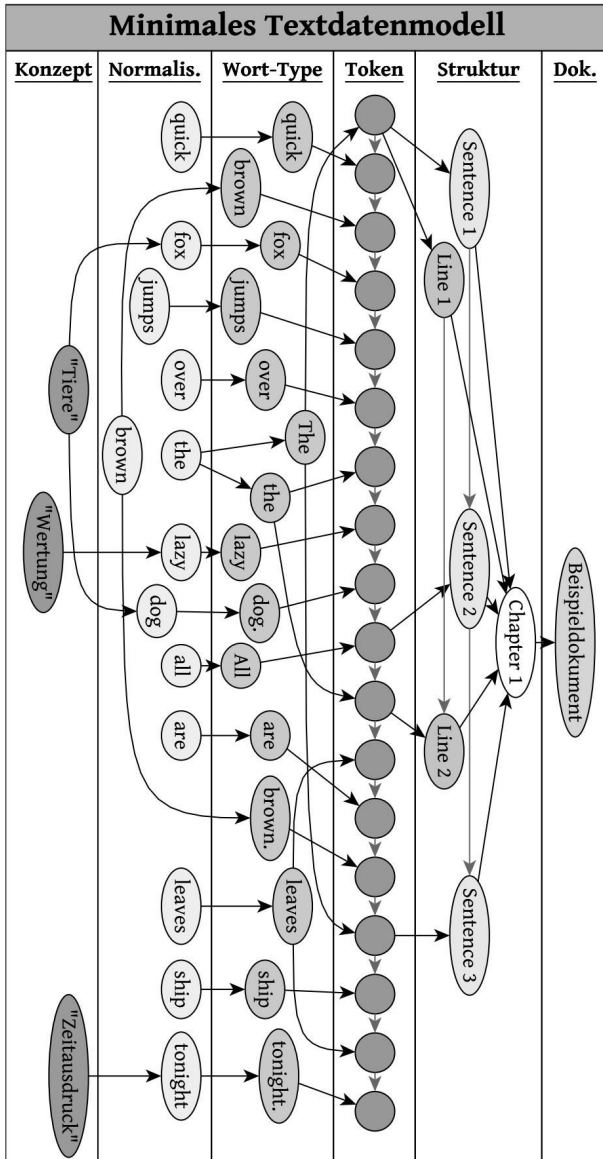 Minimales Textdatenmodell
Konzept Normalis. Wort-Type Token Struktur Dok.
quick quick
Sentence 1
brown
fox fox
Line 1
jumps jumps
"Tiere"
over over
The
brown
the
the
"Wertung"
lazy lazy
Sentence 2
Beispieldokument
dog dog.
Chapter 1
all All
are are
Line 2
brown.
leaves leaves
Sentence 3
ship ship
"Zeitausdruck"
tonight tonight.